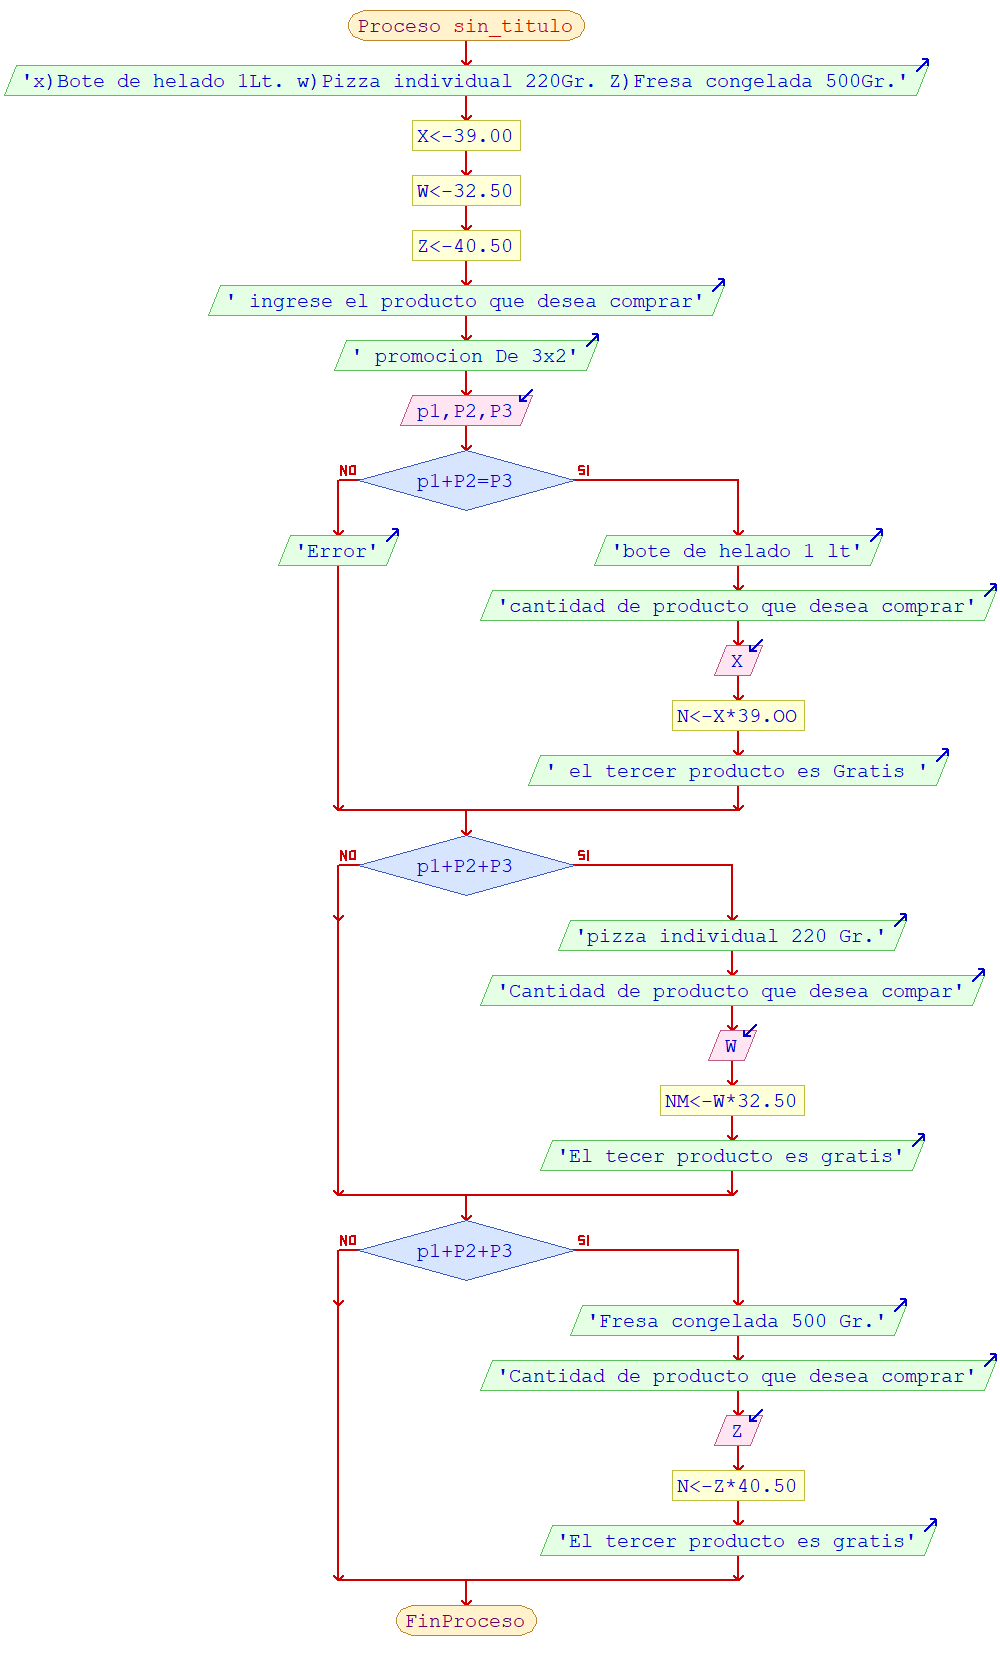 Proceso sin_titulo
'x)Bote de helado 1Lt. w)Pizza individual 220Gr. Z)Fresa congelada 500Gr.'
X<-39.00
W<-32.50
Z<-40.50
' ingrese el producto que desea comprar'
' promocion De 3x2'
p1,P2,P3
NO
p1+P2=P3
SI
'Error'
'bote de helado 1 lt'
'cantidad de producto que desea comprar'
X
N<-X*39.OO
' el tercer producto es Gratis '
NO
p1+P2+P3
SI
'pizza individual 220 Gr.'
'Cantidad de producto que desea compar'
W
NM<-W*32.50
'El tecer producto es gratis'
NO
p1+P2+P3
SI
'Fresa congelada 500 Gr.'
'Cantidad de producto que desea comprar'
Z
N<-Z*40.50
'El tercer producto es gratis'
FinProceso